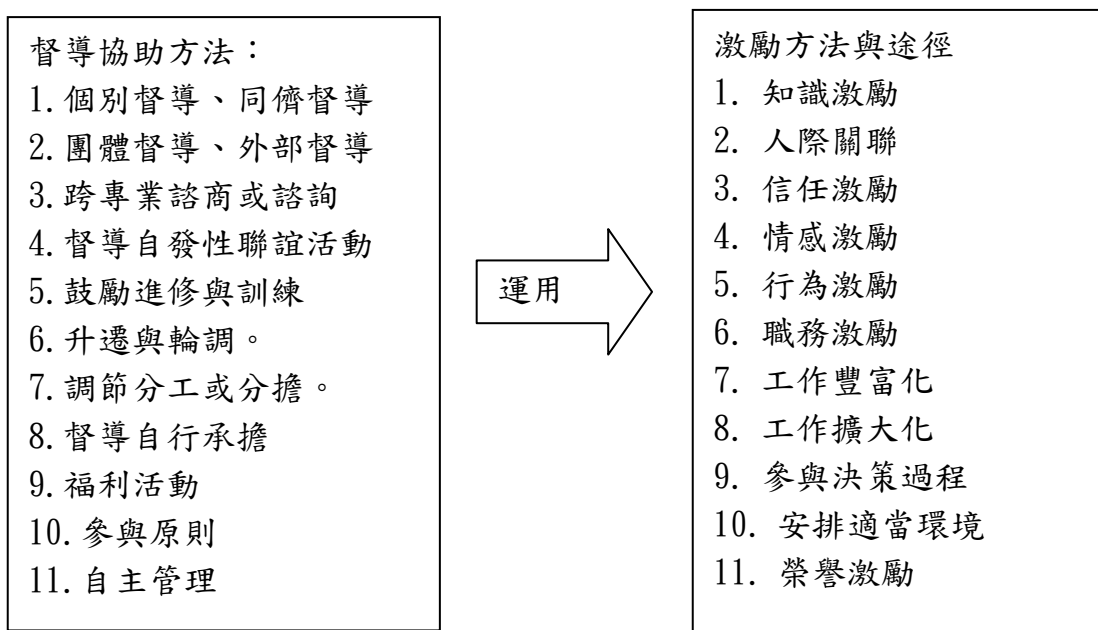 督導協助方法：
1.個別督導、同儕督導
2.團體督導、外部督導
3.跨專業諮商或諮詢
4.督導自發性聯誼活動
5.鼓勵進修與訓練
6.升遷與輪調。
7.調節分工或分擔。
8.督導自行承擔
9.福利活動
10.參與原則
11.自主管理
運用
激勵方法與途徑
1. 知識激勵
2. 人際關聯
3. 信任激勵
4. 情感激勵
5. 行為激勵
6. 職務激勵
7. 工作豐富化
8. 工作擴大化
9. 參與決策過程
10. 安排適當環境
11. 榮譽激勵